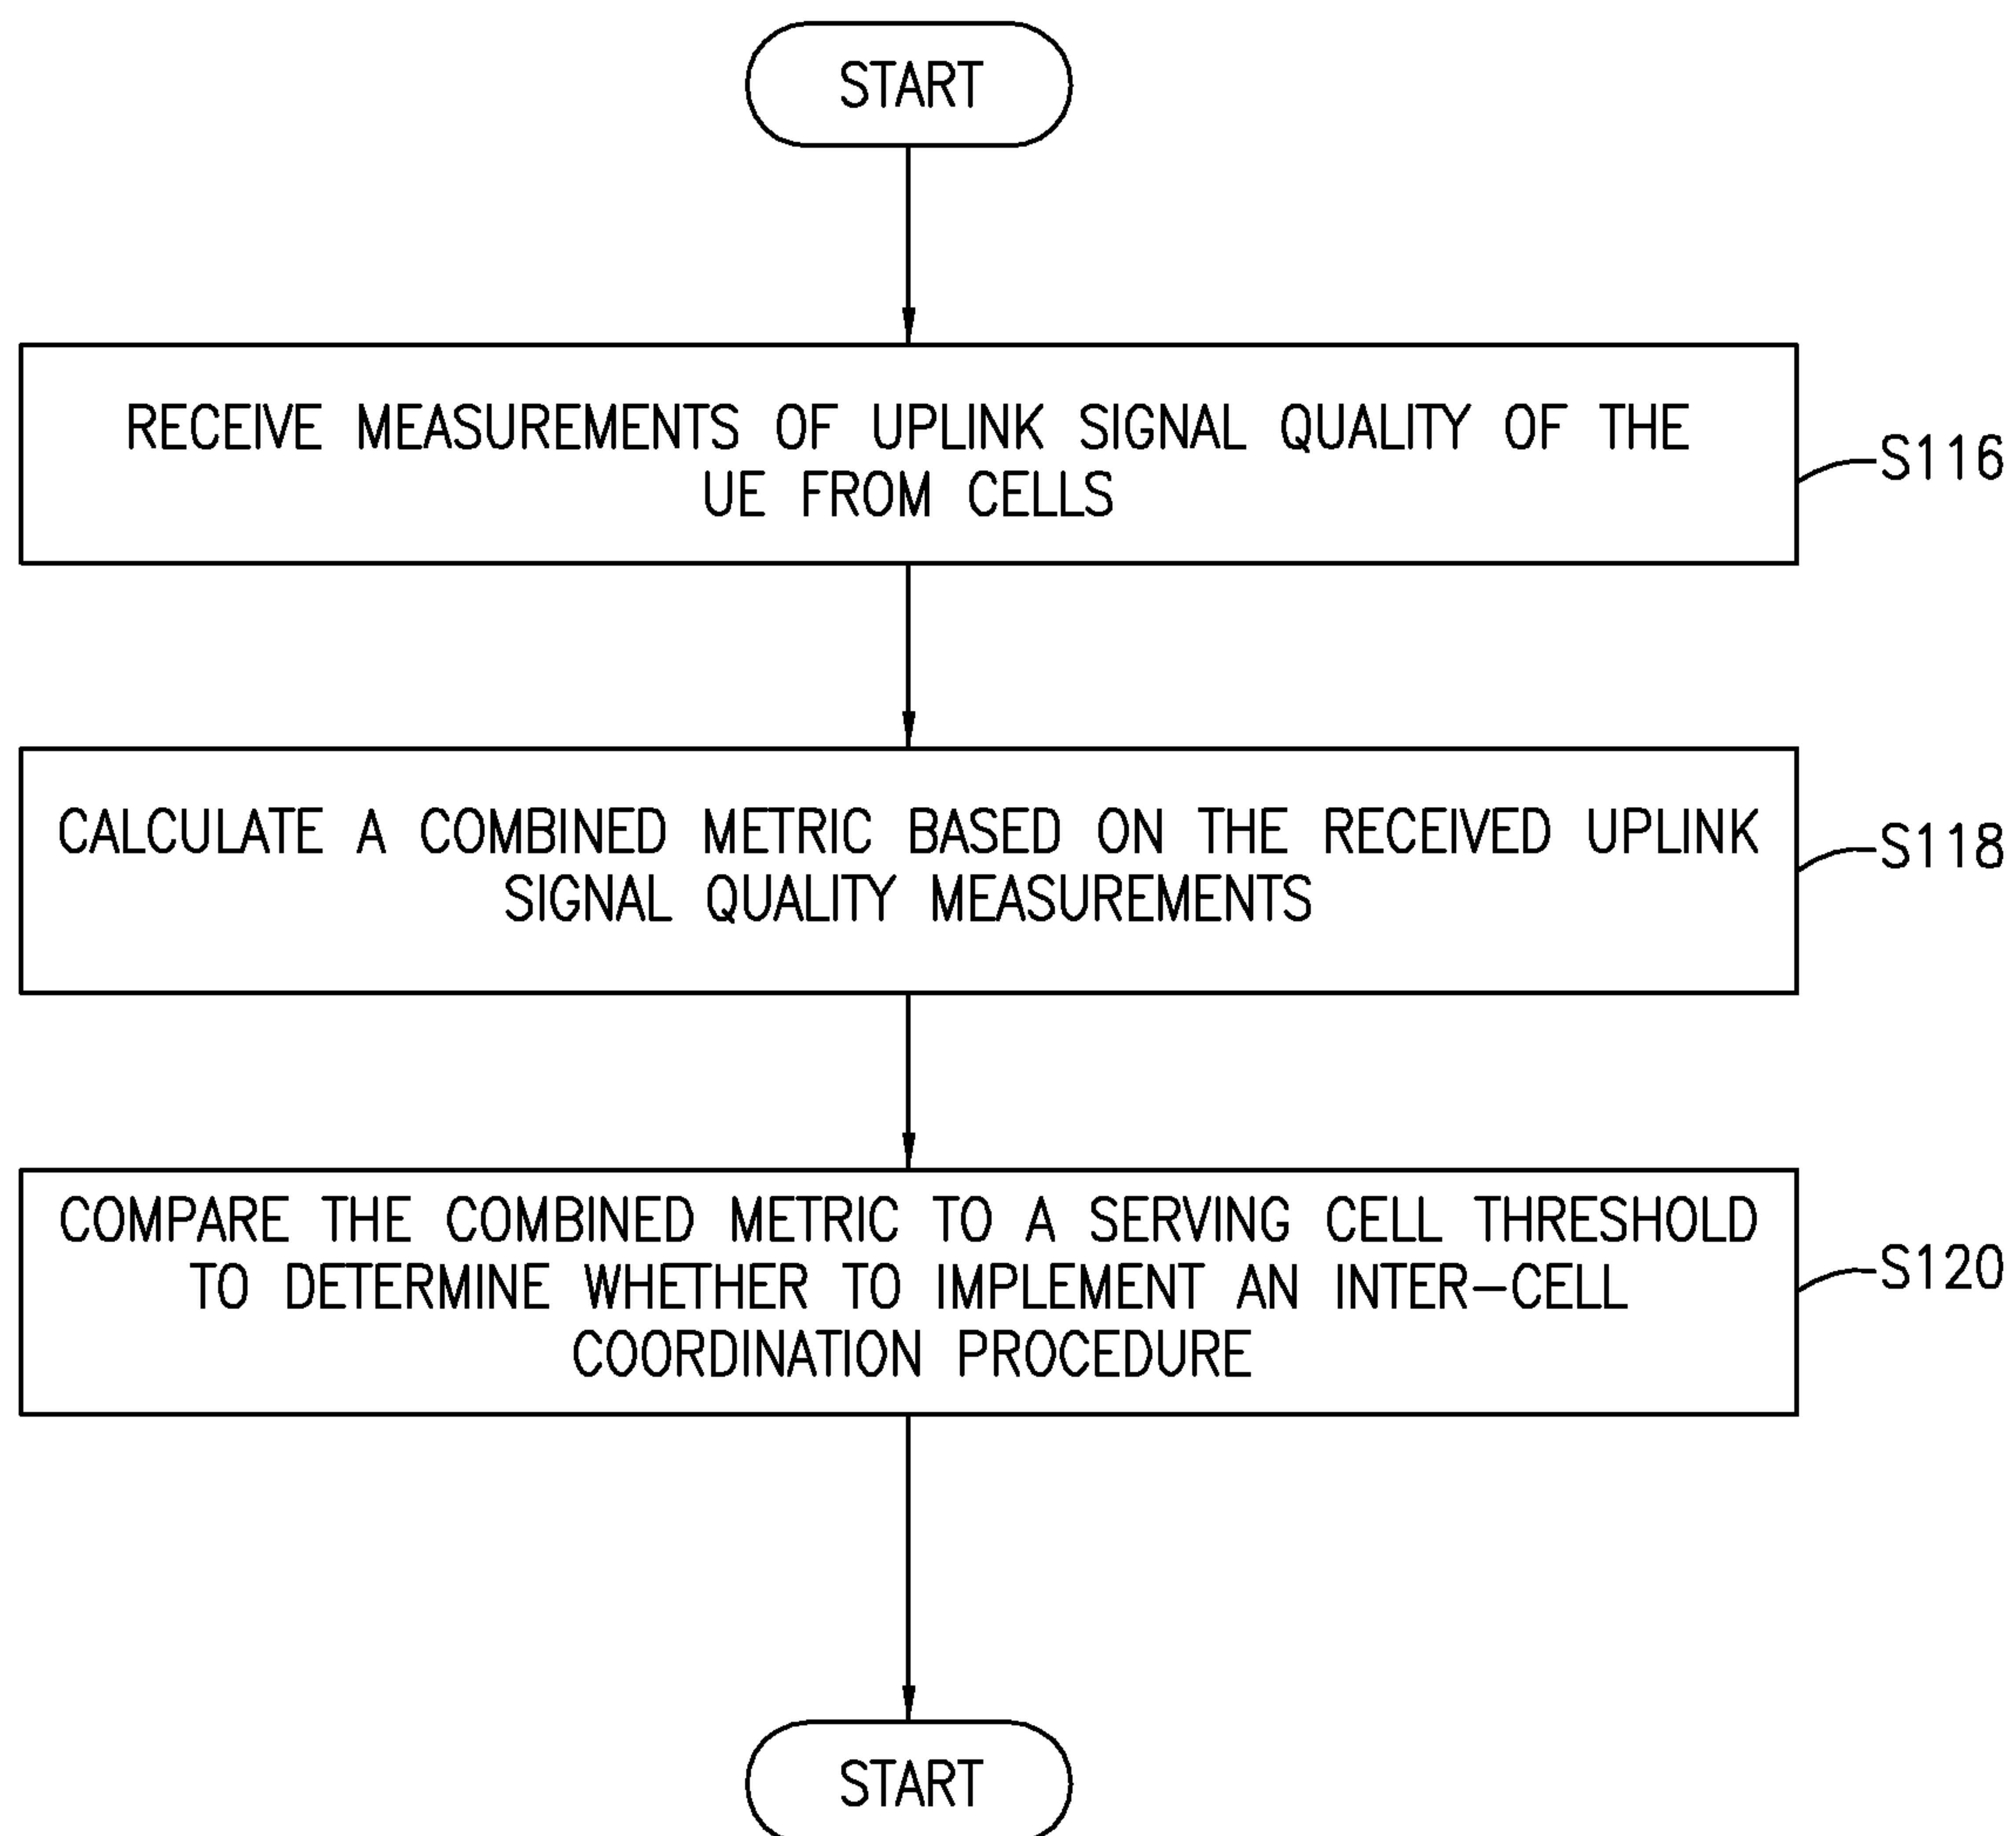 START
RECEIVE MEASUREMENTS OF UPLINK SIGNAL QUALITY OF THE
UE FROM CELLS
S116
CALCULATE A COMBINED METRIC BASED ON THE RECEIVED UPLINK
SIGNAL QUALITY MEASUREMENTS
S118
COMPARE THE COMBINED METRIC TO A SERVING CELL THRESHOLD
TO DETERMINE WHETHER TO IMPLEMENT AN INTER-CELL
COORDINATION PROCEDURE
S120
START